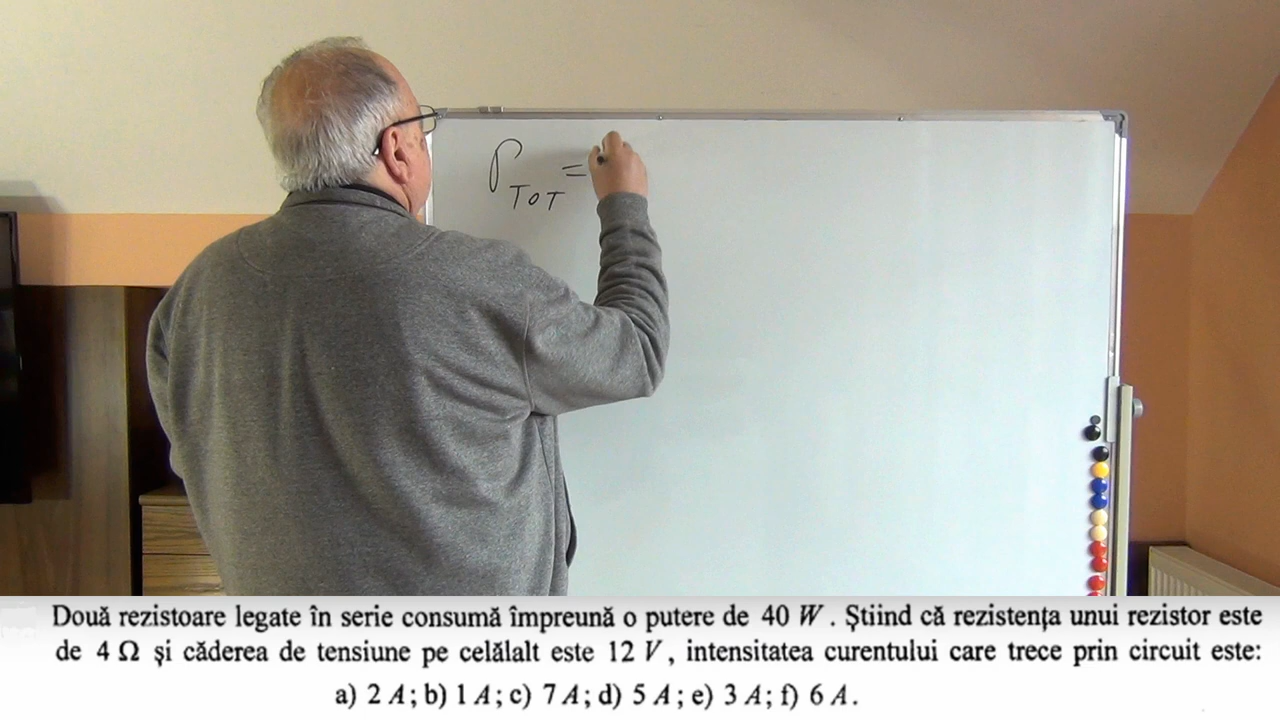 P TOT =
Două rezistoare legate în serie consumă împreună o putere de 40 W. Știind că rezistența unui rezistor este
de 4 Ω și căderea de tensiune pe celălalt este 12 V, intensitatea curentului care trece prin circuit este:
a) 2 A; b) 1 A; c) 7 A; d) 5 A; e) 3 A; f) 6 A.